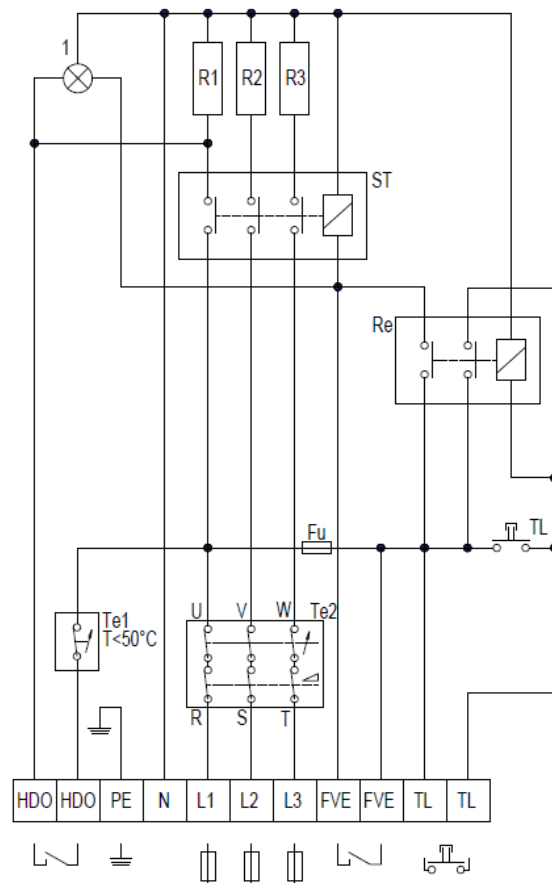 1
R1 R2 R3
ST
Re
Fu
TL
U V W Te2
Te1
T<50°C
R S T
HDO HDO PE N L1 L2 L3 FVE FVE TL TL